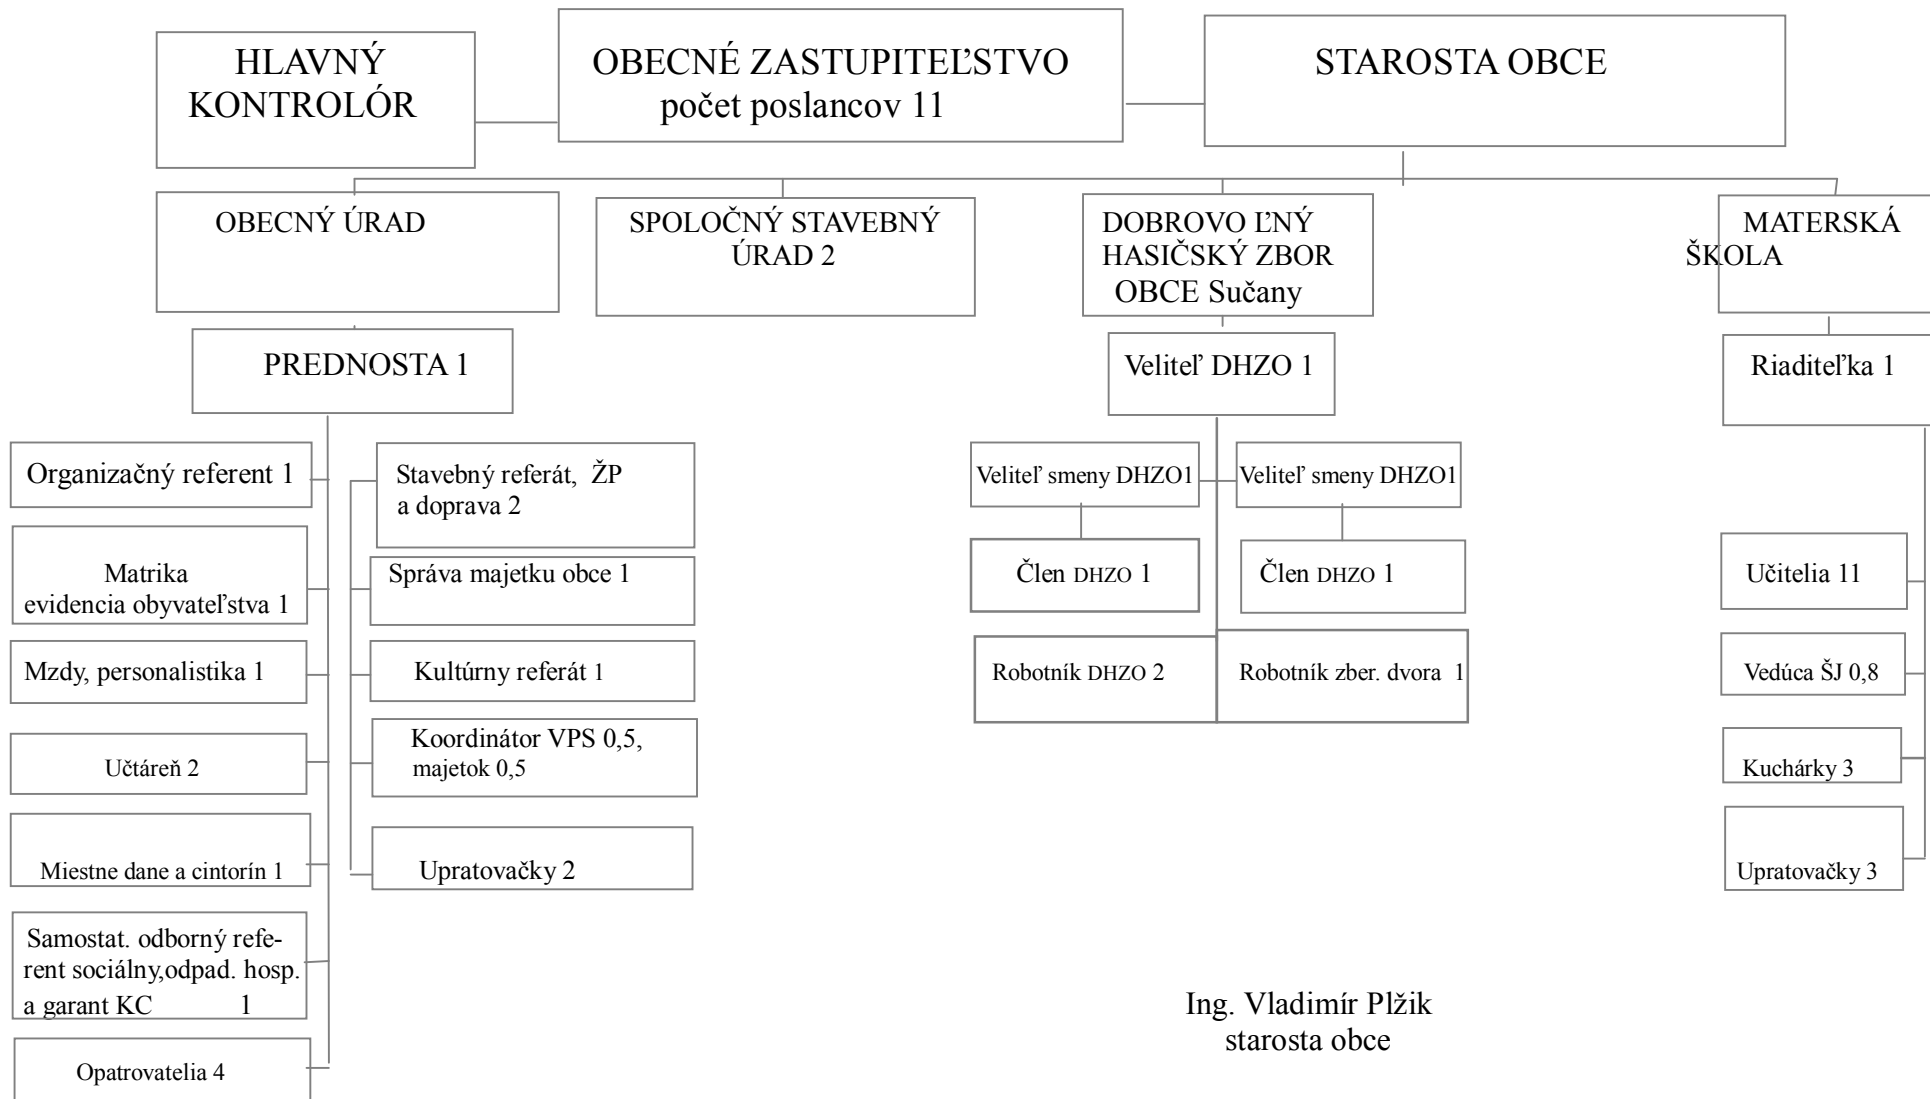 HLAVNÝ
KONTROLÓR
OBECNÉ ZASTUPITEĽSTVO
počet poslancov 11
STAROSTA OBCE
OBECNÝ ÚRAD
SPOLOČNÝ STAVEBNÝ
ÚRAD 2
DOBROVO ĽNÝ
HASIČSKÝ ZBOR
OBCE Sučany
MATERSKÁ
ŠKOLA
PREDNOSTA 1
Veliteľ DHZO 1
Riaditeľka 1
Organizačný referent 1
Matrika
evidencia obyvateľstva 1
Mzdy, personalistika 1
Učtáreň 2
Miestne dane a cintorín 1
Samostat. odborný refe-
rent sociálny,odpad. hosp.
a garant KC 1
Opatrovatelia 4
Stavebný referát, ŽP
a doprava 2
Správa majetku obce 1
Kultúrny referát 1
Koordinátor VPS 0,5,
majetok 0,5
Upratovačky 2
Veliteľ smeny DHZO1
Veliteľ smeny DHZO1
Člen DHZO 1
Člen DHZO 1
Robotník DHZO 2
Robotník zber. dvora 1
Učitelia 11
Vedúca ŠJ 0,8
Kuchárky 3
Upratovačky 3
Ing. Vladimír Plžik
starosta obce